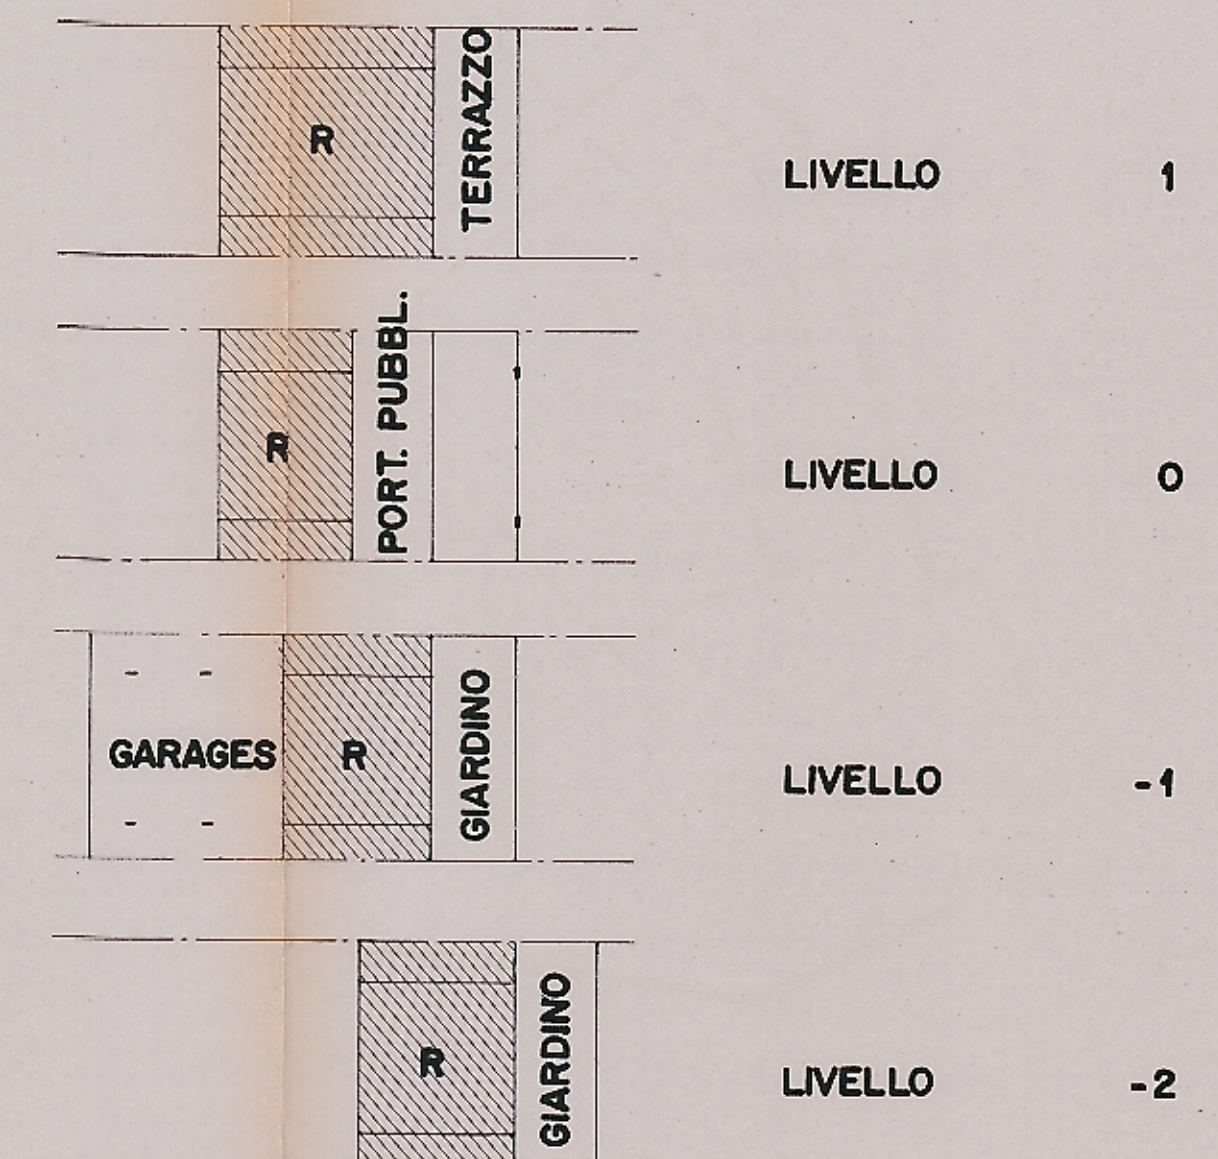 R
TERRAZZO
LIVELLO 1
R
PORT. PUBBL.
LIVELLO 0
GARAGES
R
GIARDINO
LIVELLO -1
R
GIARDINO
LIVELLO -2